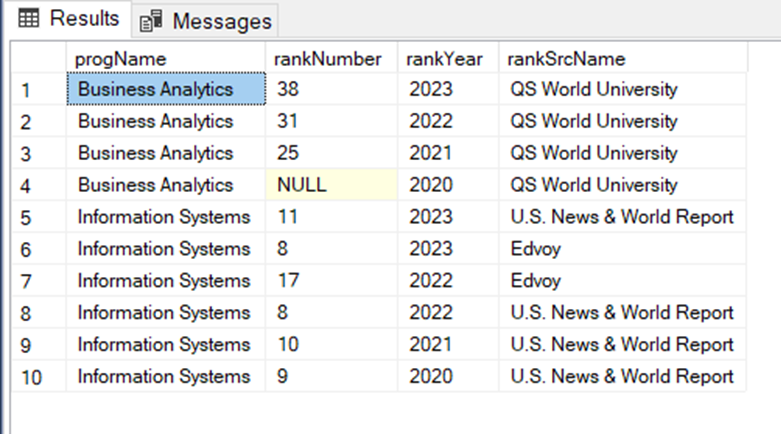 Results Messages
progName rankNumber rankYear rankSrcName
1 Business Analytics 38 2023 QS World University
2 Business Analytics 31 2022 QS World University
3 Business Analytics 25 2021 QS World University
4 Business Analytics NULL 2020 QS World University
5 Information Systems 11 2023 U.S. News & World Report
6 Information Systems 8 2023 Edvoy
7 Information Systems 17 2022 Edvoy
8 Information Systems 8 2022 U.S. News & World Report
9 Information Systems 10 2021 U.S. News & World Report
10 Information Systems 9 2020 U.S. News & World Report